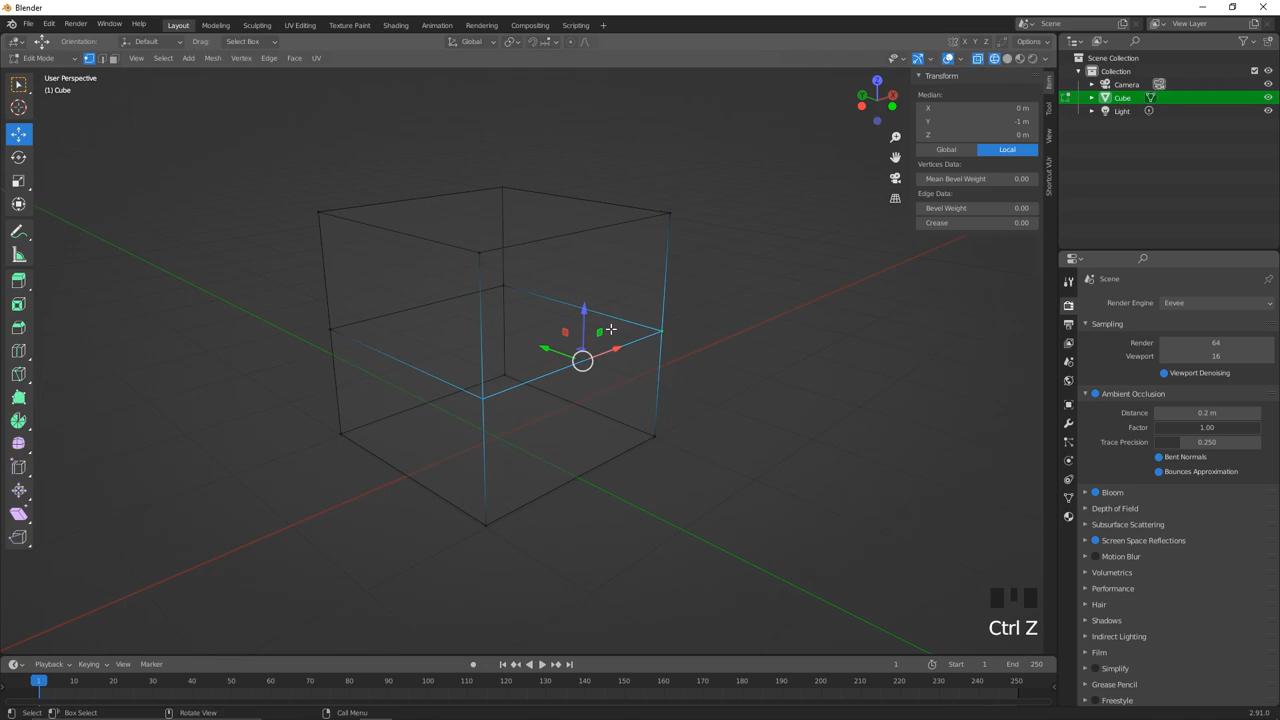 Blender
File Edit Render Window Help Layout Modeling Sculpting UV Editing Texture Paint Shading Animation Rendering Compositing Scripting + Scene View Layer
Orientation: Default Drag: Select Box Global X Y Z Options
Edit Mode View Select Add Mesh Vertex Edge Face UV
User Perspective
(1) Cube
Z
Y X
Transform
Median:
X 0 m
Y -1 m
Z 0 m
Global Local
Vertices Data:
Mean Bevel Weight 0.00
Edge Data:
Bevel Weight 0.00
Crease 0.00
Item
Tool
View
Shortcut VUr
Scene Collection
Collection
Camera
Cube
Light
Scene
Render Engine Eevee
Sampling
Render 64
Viewport 16
Viewport Denoising
Ambient Occlusion
Distance 0.2 m
Factor 1.00
Trace Precision 0.250
Bent Normals
Bounces Approximation
Bloom
Depth of Field
Subsurface Scattering
Screen Space Reflections
Motion Blur
Volumetrics
Performance
Hair
Shadows
Indirect Lighting
Film
Simplify
Grease Pencil
Freestyle
Ctrl Z
Playback Keying View Marker 1 Start 1 End 250
1 10 20 30 40 50 60 70 80 90 100 110 120 130 140 150 160 170 180 190 200 210 220 230 240 250
Select Box Select Rotate View Call Menu 2.91.0